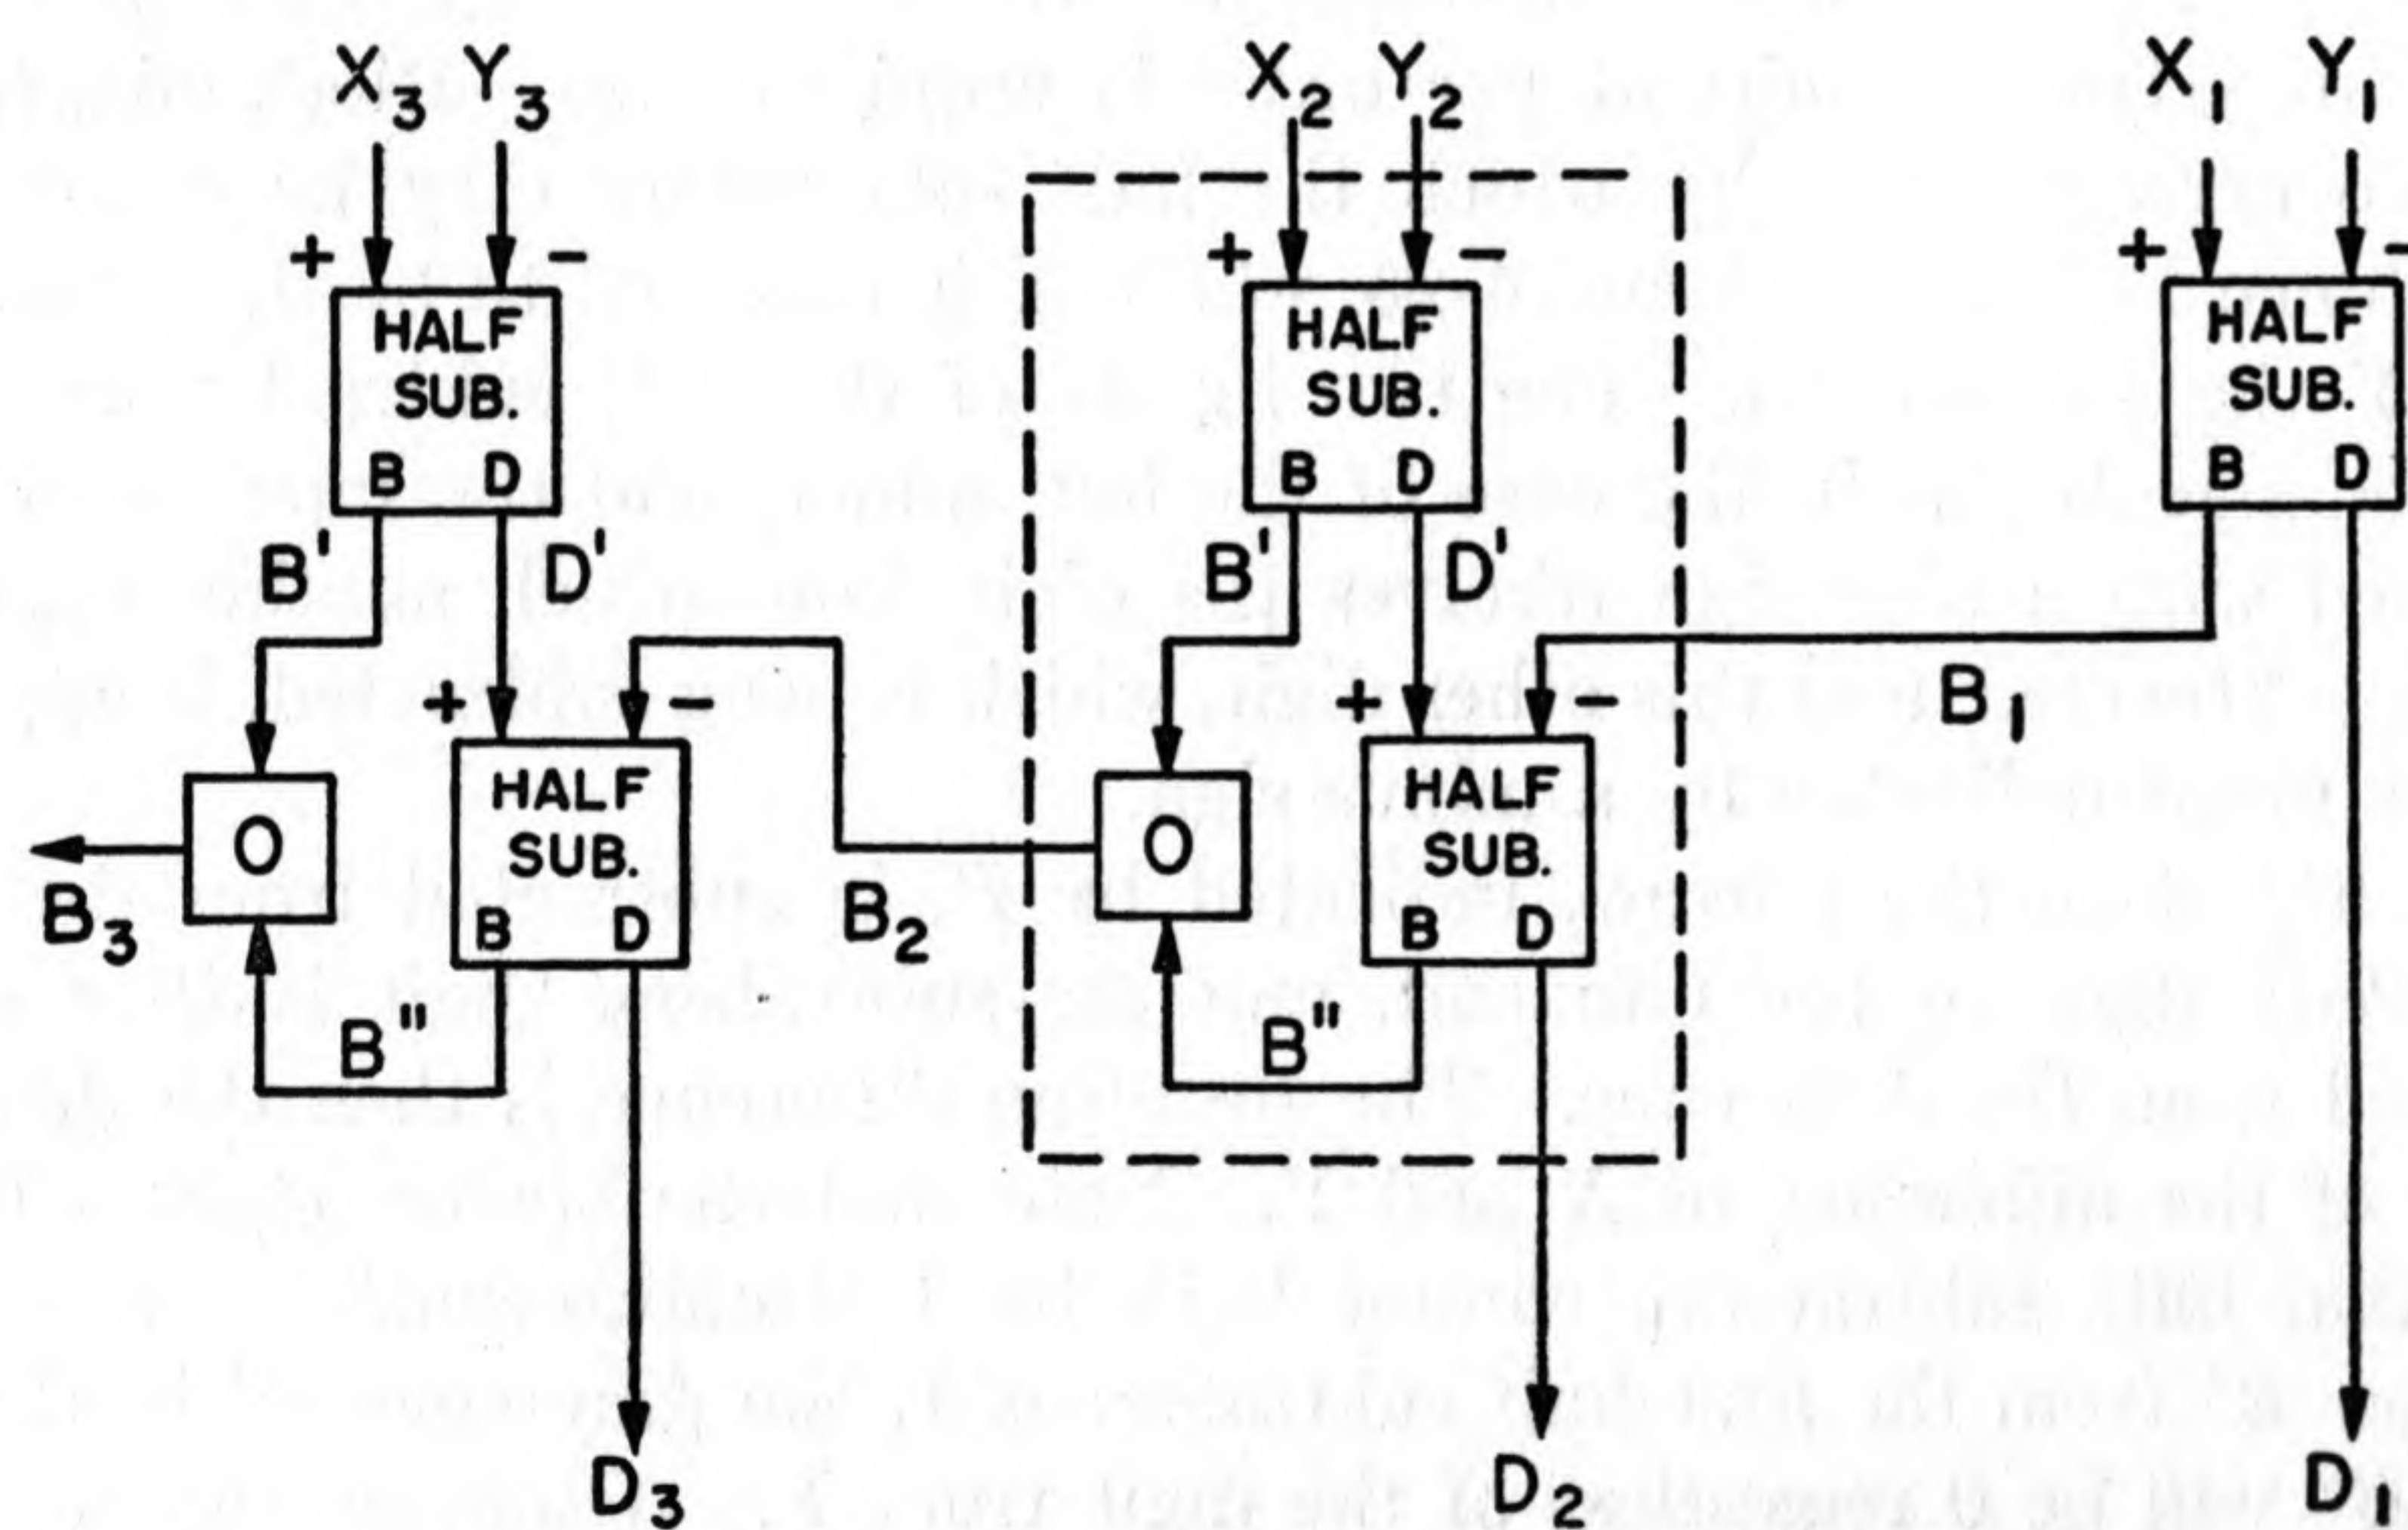 X3 Y3 X2 Y2 X1 Y1
+ - + - + -
HALF SUB. B D
HALF SUB. B D
HALF SUB. B D
B' D' B' D'
B1
+ - + -
O
HALF SUB. B D
O
HALF SUB. B D
B3 B2
B" B"
D3 D2 D1